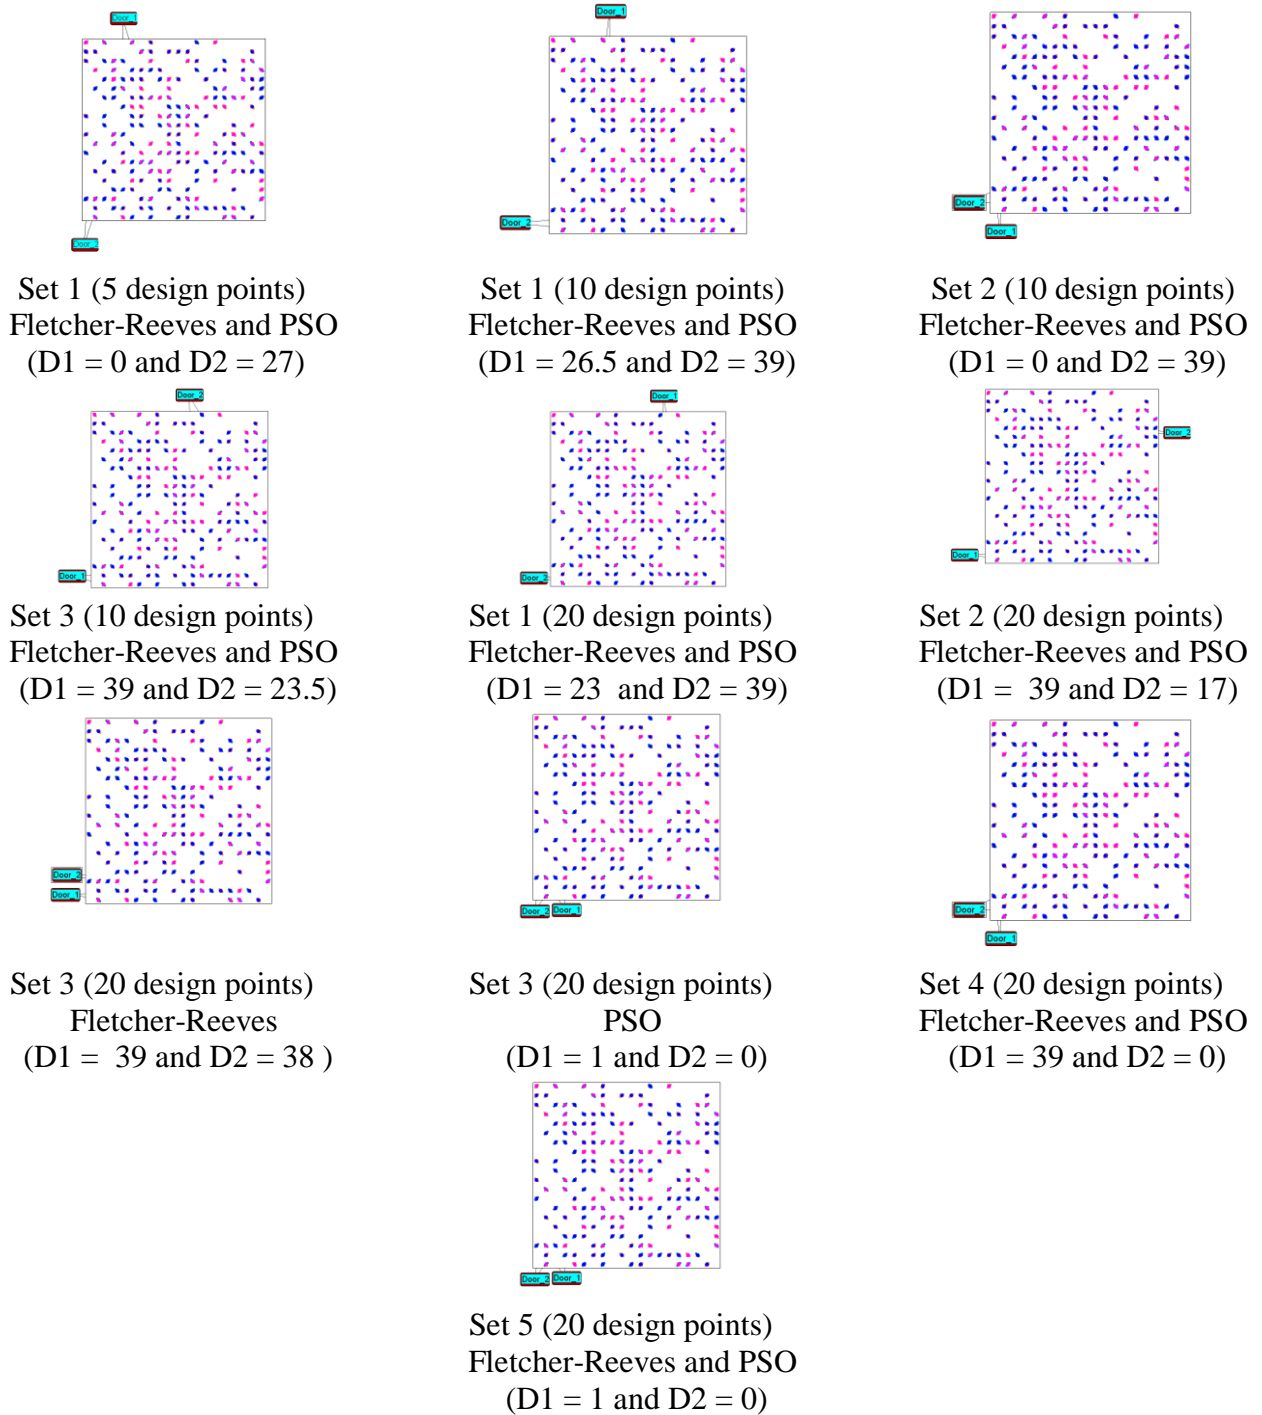 Door_1
Door_1
Door_2
Door_2
Door_2
Door_1
Set 1 (5 design points)
Fletcher-Reeves and PSO
(D1 = 0 and D2 = 27)
Set 1 (10 design points)
Fletcher-Reeves and PSO
(D1 = 26.5 and D2 = 39)
Set 2 (10 design points)
Fletcher-Reeves and PSO
(D1 = 0 and D2 = 39)
Door_2
Door_1
Door_1
Door_2
Door_2
Door_1
Set 3 (10 design points)
Fletcher-Reeves and PSO
(D1 = 39 and D2 = 23.5)
Set 1 (20 design points)
Fletcher-Reeves and PSO
(D1 = 23 and D2 = 39)
Set 2 (20 design points)
Fletcher-Reeves and PSO
(D1 = 39 and D2 = 17)
Door_2
Door_1
Door_2 Door_1
Door_2
Door_1
Set 3 (20 design points)
Fletcher-Reeves
(D1 = 39 and D2 = 38 )
Set 3 (20 design points)
PSO
(D1 = 1 and D2 = 0)
Set 4 (20 design points)
Fletcher-Reeves and PSO
(D1 = 39 and D2 = 0)
Door_2 Door_1
Set 5 (20 design points)
Fletcher-Reeves and PSO
(D1 = 1 and D2 = 0)